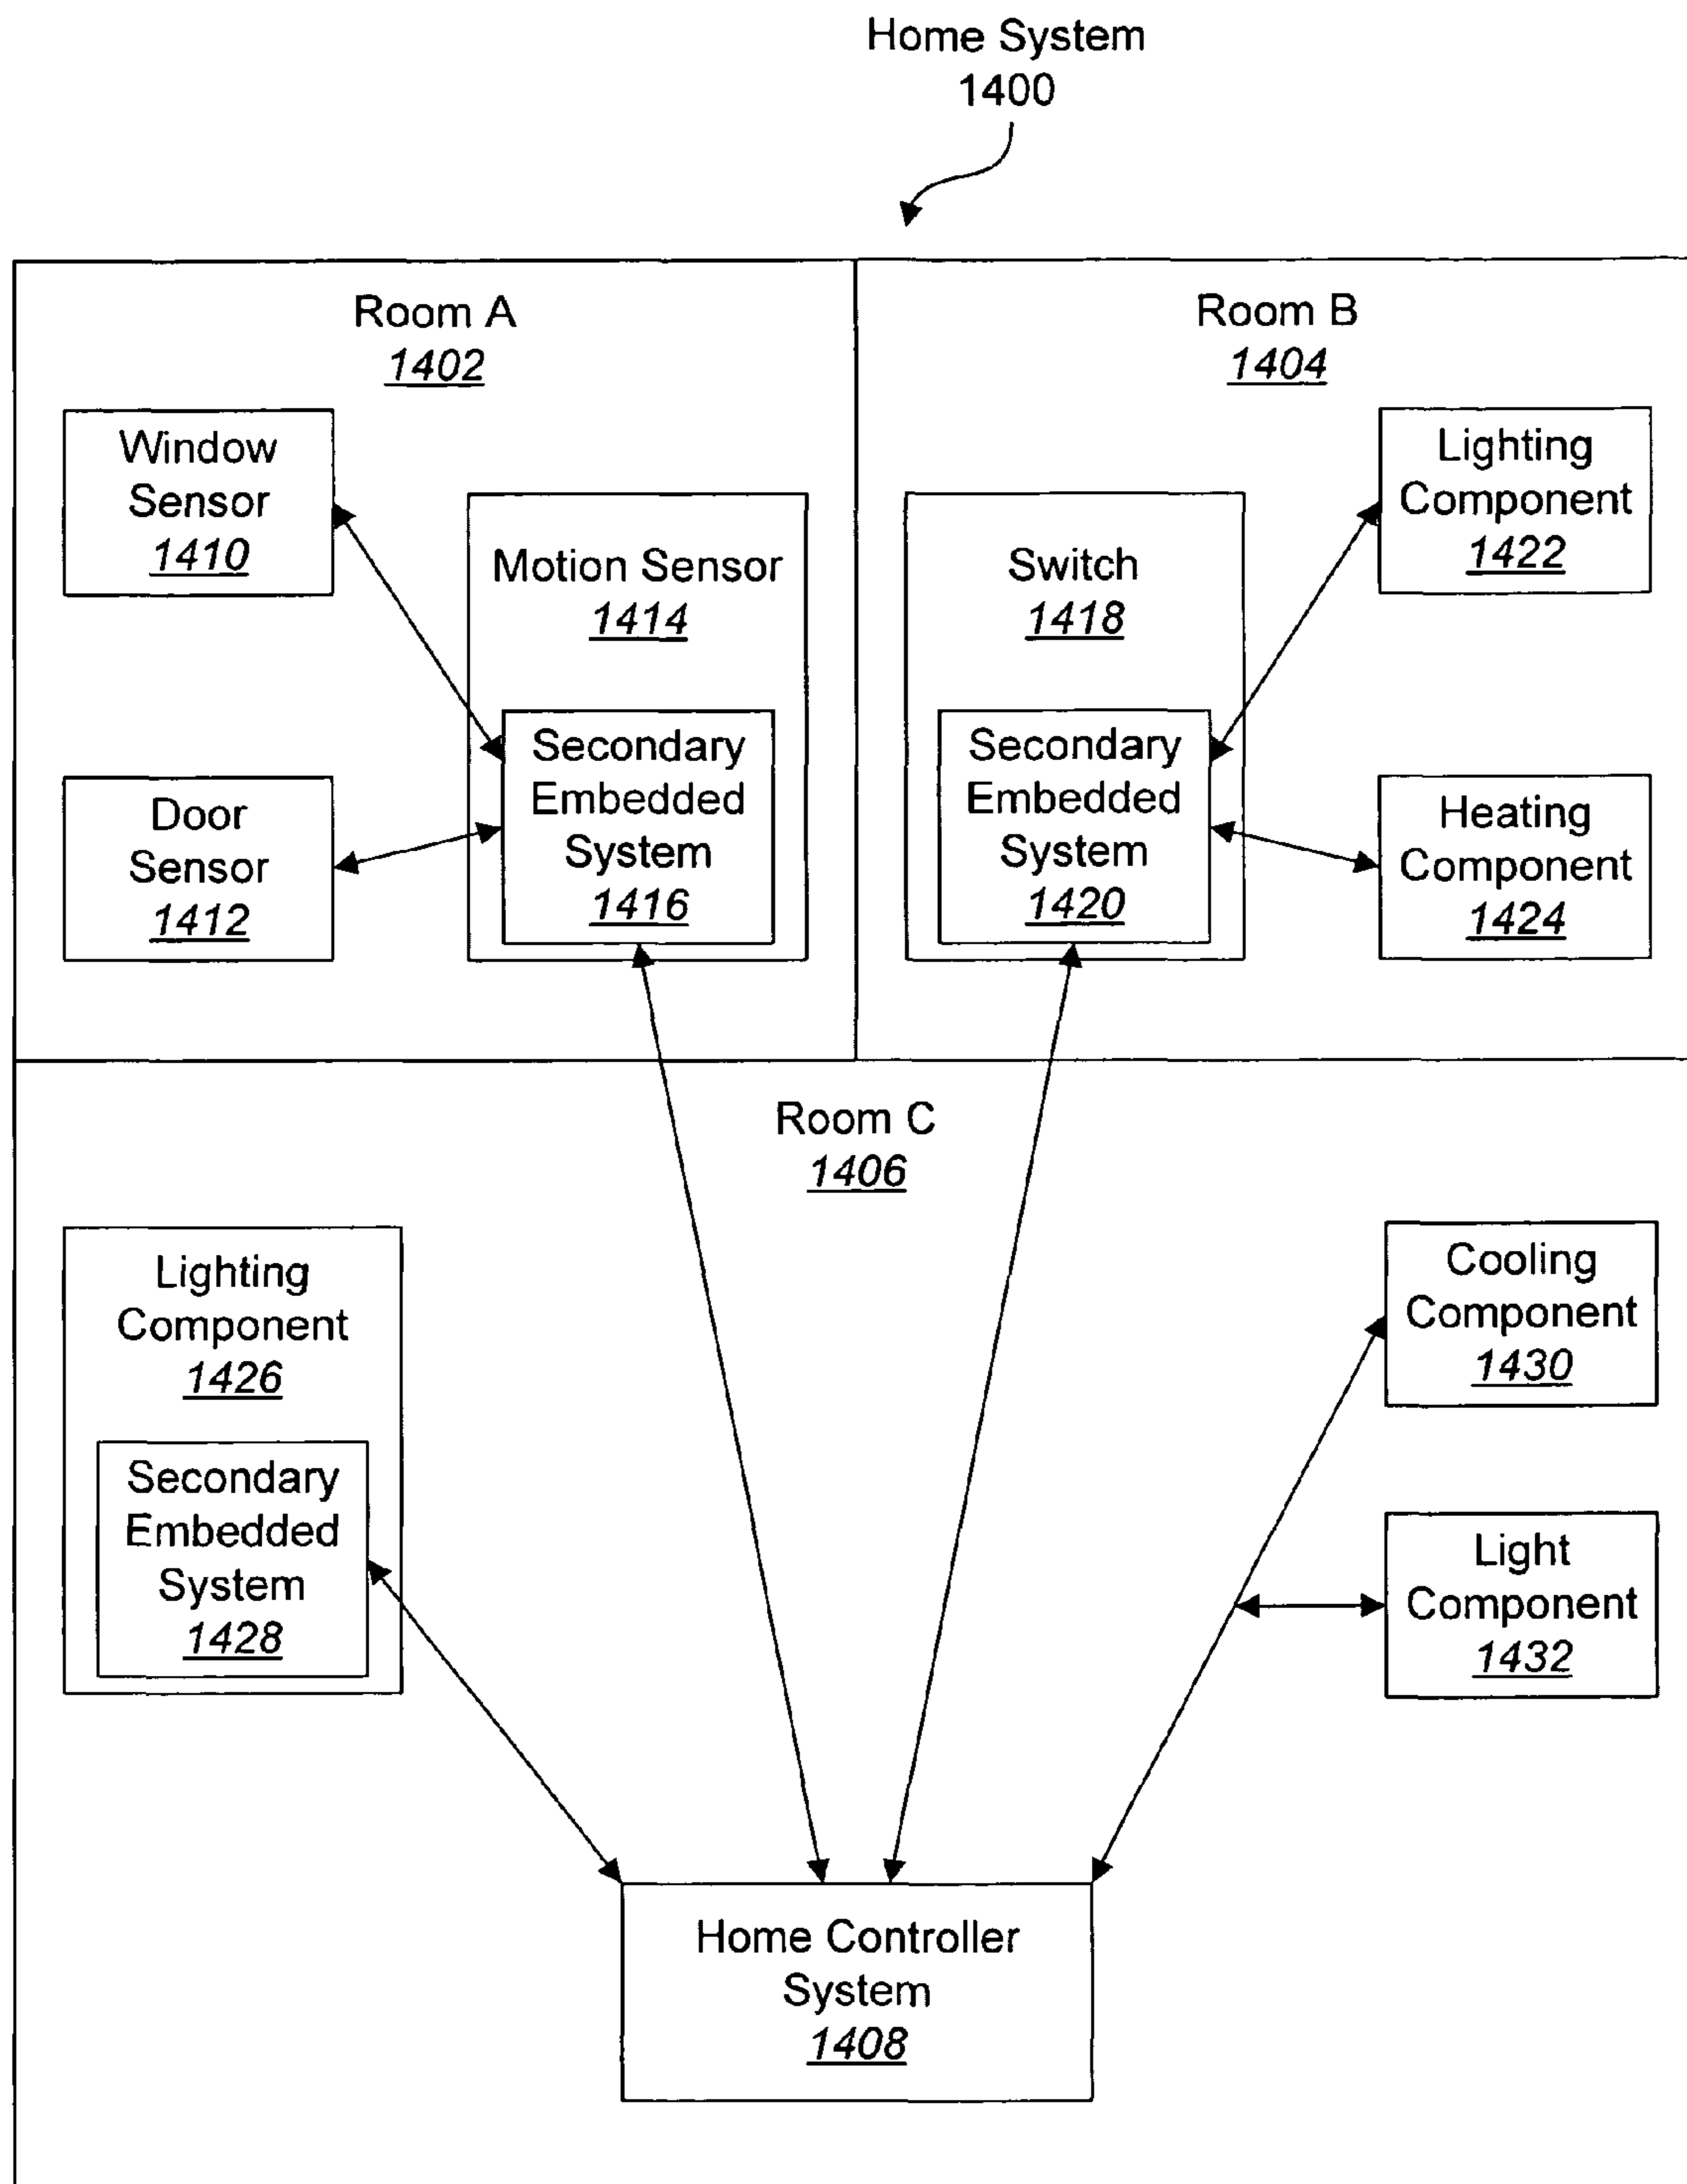 Home System
1400
Room A
1402
Window
Sensor
1410
Motion Sensor
1414
Secondary
Embedded
System
1416
Door
Sensor
1412
Room B
1404
Switch
1418
Secondary
Embedded
System
1420
Lighting
Component
1422
Heating
Component
1424
Room C
1406
Lighting
Component
1426
Secondary
Embedded
System
1428
Cooling
Component
1430
Light
Component
1432
Home Controller
System
1408